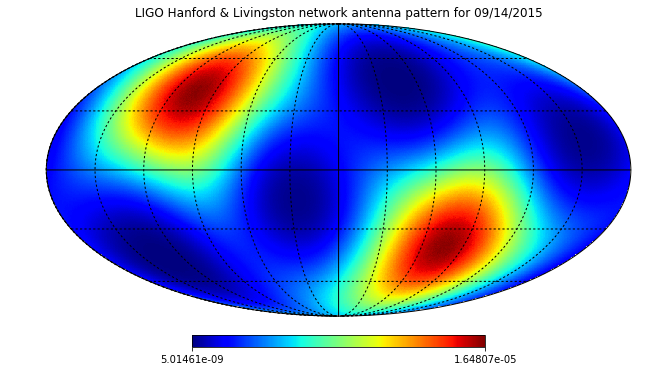 LIGO Hanford & Livingston network antenna pattern for 09/14/2015
5.01461e-09 1.64807e-05